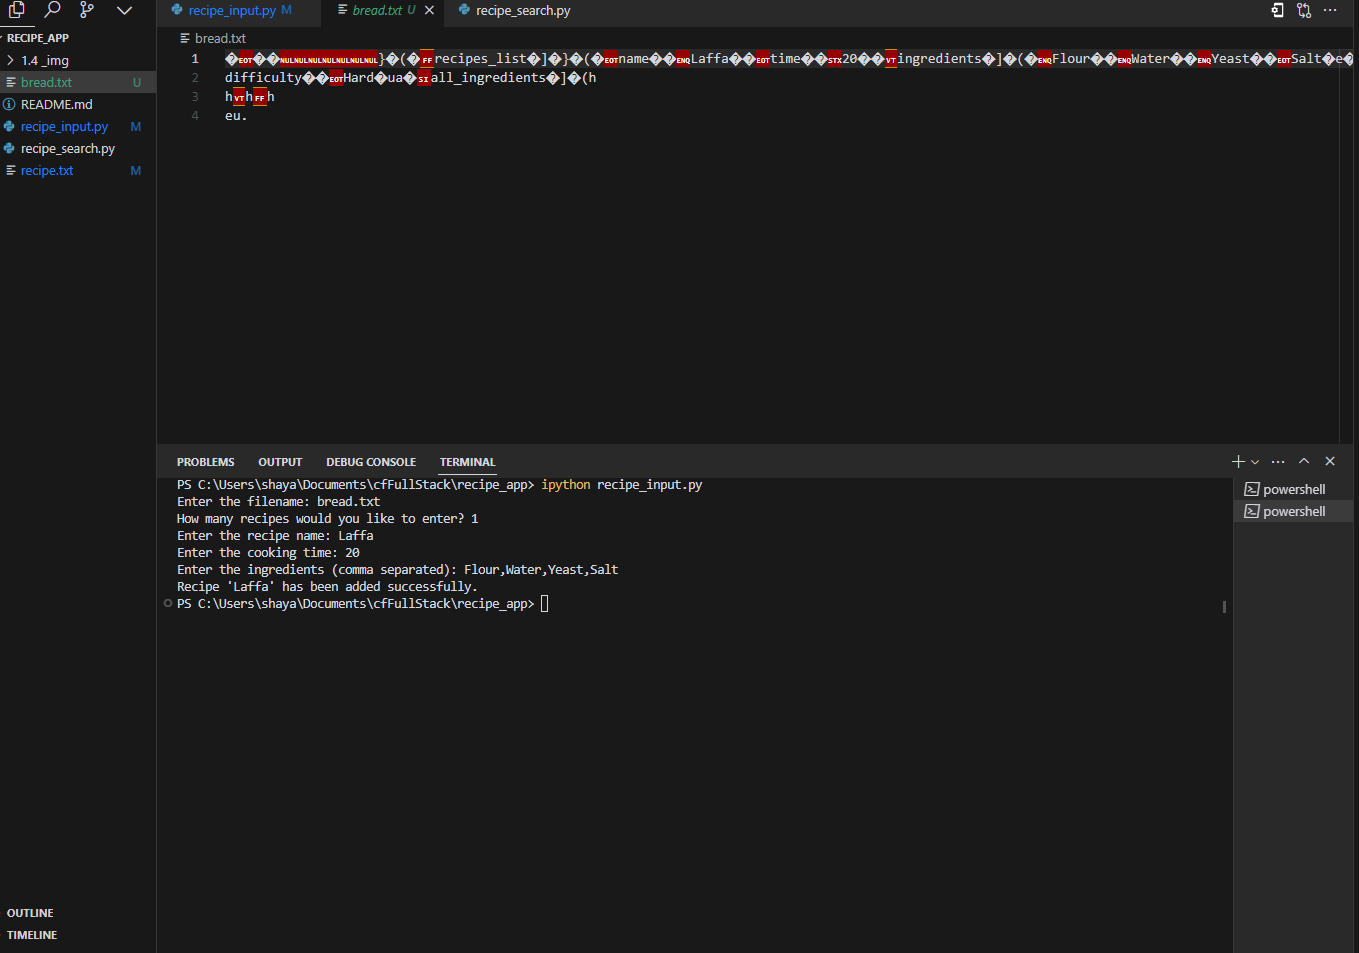 recipe_input.py M bread.txt U recipe_search.py
RECIPE_APP
1.4 _img
bread.txt U
README.md
recipe_input.py M
recipe_search.py
recipe.txt M
OUTLINE
TIMELINE
bread.txt
1 �EOT��NULNULNULNULNULNULNUL}�(�FFrecipes_list�]�}�(�EOTname��ENQLaffa��EOTtime��STX20��VTingredients�]�(�ENQFlour��ENQWater��ENQYeast��EOTSalt�e�
2 difficulty��EOTHard�ua�SIall_ingredients�]�(h
3 hVThFFh
4 eu.
PROBLEMS OUTPUT DEBUG CONSOLE TERMINAL
PS C:\Users\shaya\Documents\cfFullStack\recipe_app> ipython recipe_input.py
Enter the filename: bread.txt
How many recipes would you like to enter? 1
Enter the recipe name: Laffa
Enter the cooking time: 20
Enter the ingredients (comma separated): Flour,Water,Yeast,Salt
Recipe 'Laffa' has been added successfully.
PS C:\Users\shaya\Documents\cfFullStack\recipe_app>
powershell
powershell